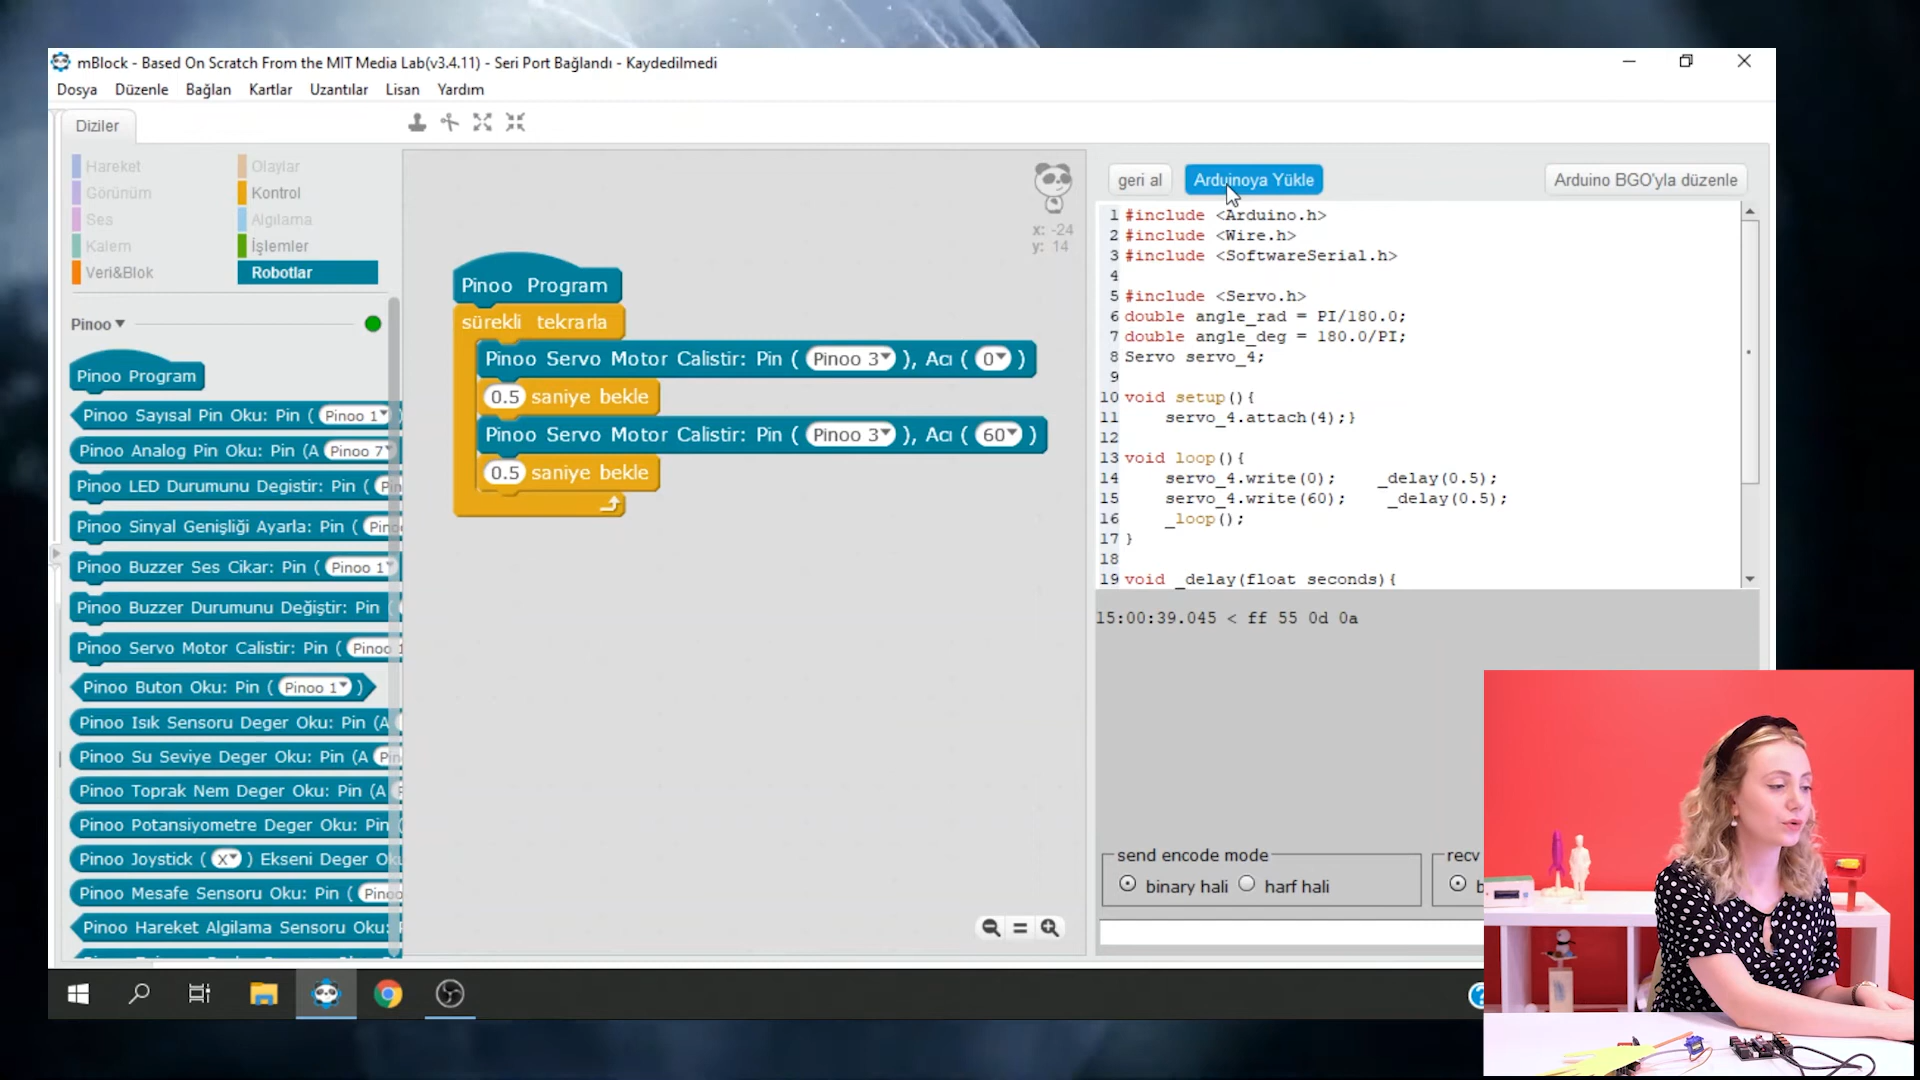 mBlock - Based On Scratch From the MIT Media Lab(v3.4.11) - Seri Port Bağlandı - Kaydedilmedi
Dosya Düzenle Bağlan Kartlar Uzantılar Lisan Yardım
Diziler
Hareket Olaylar
Görünüm Kontrol
Ses Algılama
Kalem İşlemler
Veri&Blok Robotlar
Pinoo
Pinoo Program
Pinoo Sayısal Pin Oku: Pin ( Pinoo 1
Pinoo Analog Pin Oku: Pin (A Pinoo 7
Pinoo LED Durumunu Degistir: Pin (
Pinoo Sinyal Genişliği Ayarla: Pin (
Pinoo Buzzer Ses Cikar: Pin ( Pinoo 1
Pinoo Buzzer Durumunu Değiştir: Pin
Pinoo Servo Motor Calistir: Pin ( Pinoo
Pinoo Buton Oku: Pin ( Pinoo 1 )
Pinoo Isık Sensoru Deger Oku: Pin (A
Pinoo Su Seviye Deger Oku: Pin (A
Pinoo Toprak Nem Deger Oku: Pin (A
Pinoo Potansiyometre Deger Oku: Pin
Pinoo Joystick ( X ) Ekseni Deger
Pinoo Mesafe Sensoru Oku: Pin (
Pinoo Hareket Algilama Sensoru Oku:
x: -24
y: 14
Pinoo Program
sürekli tekrarla
Pinoo Servo Motor Calistir: Pin ( Pinoo 3 ), Acı ( 0 )
0.5 saniye bekle
Pinoo Servo Motor Calistir: Pin ( Pinoo 3 ), Acı ( 60 )
0.5 saniye bekle
geri al Arduinoya Yükle Arduino BGO'yla düzenle
1 #include <Arduino.h>
2 #include <Wire.h>
3 #include <SoftwareSerial.h>
4
5 #include <Servo.h>
6 double angle_rad = PI/180.0;
7 double angle_deg = 180.0/PI;
8 Servo servo_4;
9
10 void setup(){
11 servo_4.attach(4);}
12
13 void loop(){
14 servo_4.write(0); _delay(0.5);
15 servo_4.write(60); _delay(0.5);
16 _loop();
17 }
18
19 void _delay(float seconds){
15:00:39.045 < ff 55 0d 0a
send encode mode recv
binary hali harf hali